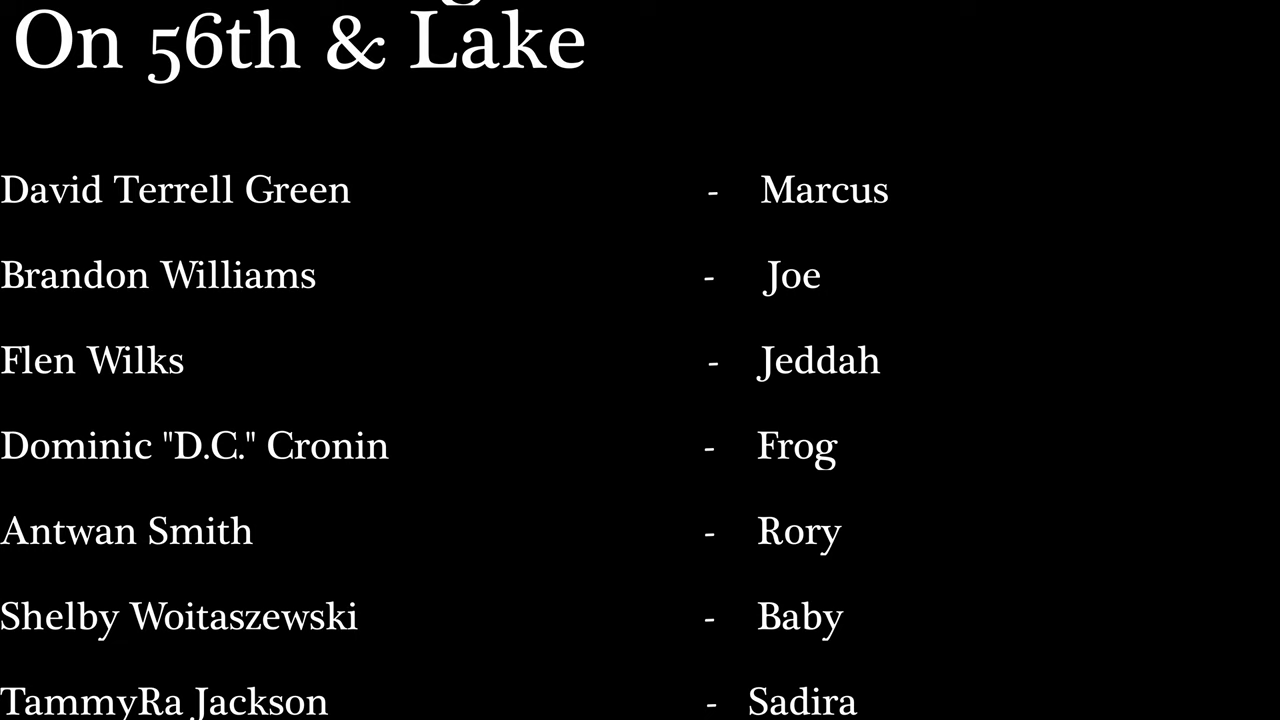 On 56th & Lake
David Terrell Green - Marcus
Brandon Williams - Joe
Flen Wilks - Jeddah
Dominic "D.C." Cronin - Frog
Antwan Smith - Rory
Shelby Woitaszewski - Baby
TammyRa Jackson - Sadira